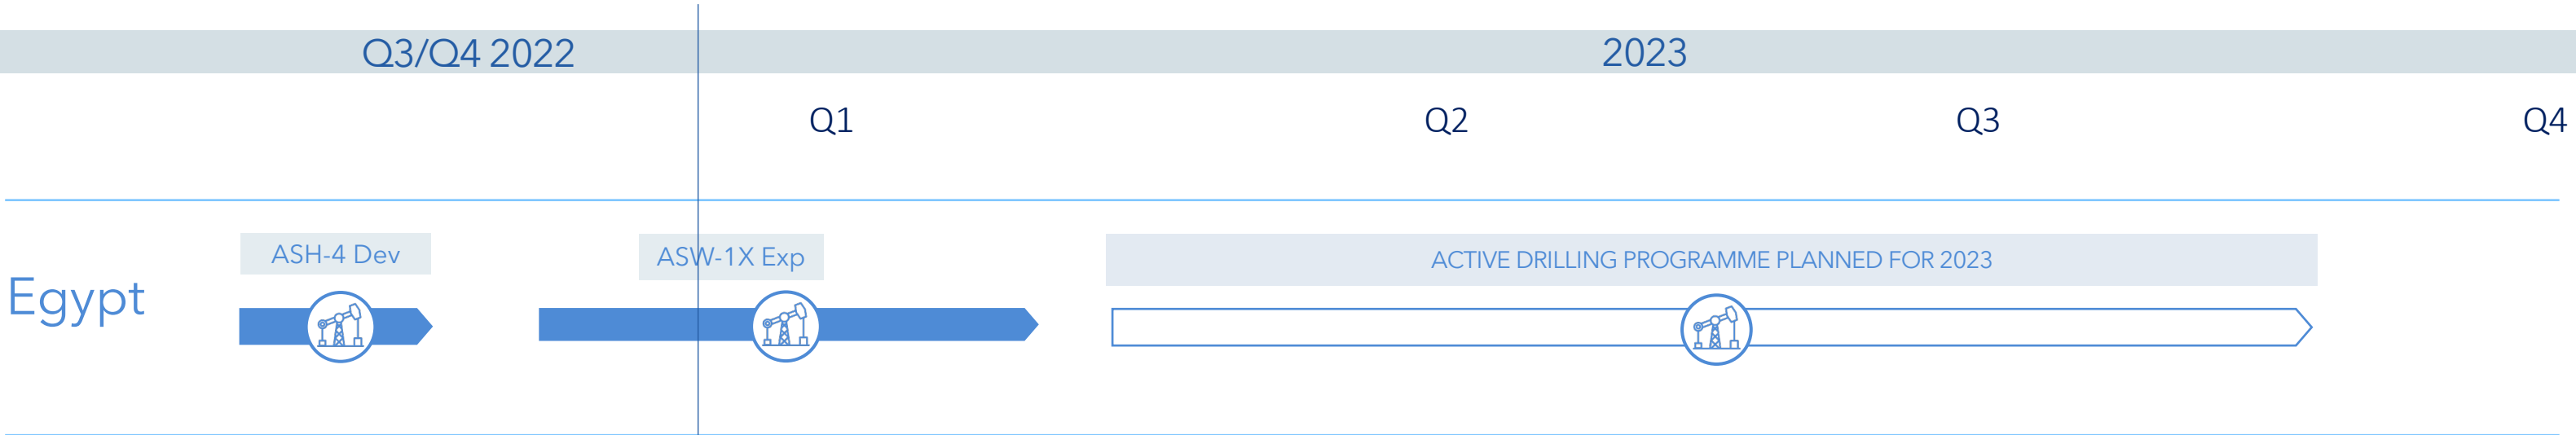 Q3/Q4 2022
2023
Q1
Q2
Q3
Q4
Egypt
ASH-4 Dev
ASW-1X Exp
ACTIVE DRILLING PROGRAMME PLANNED FOR 2023